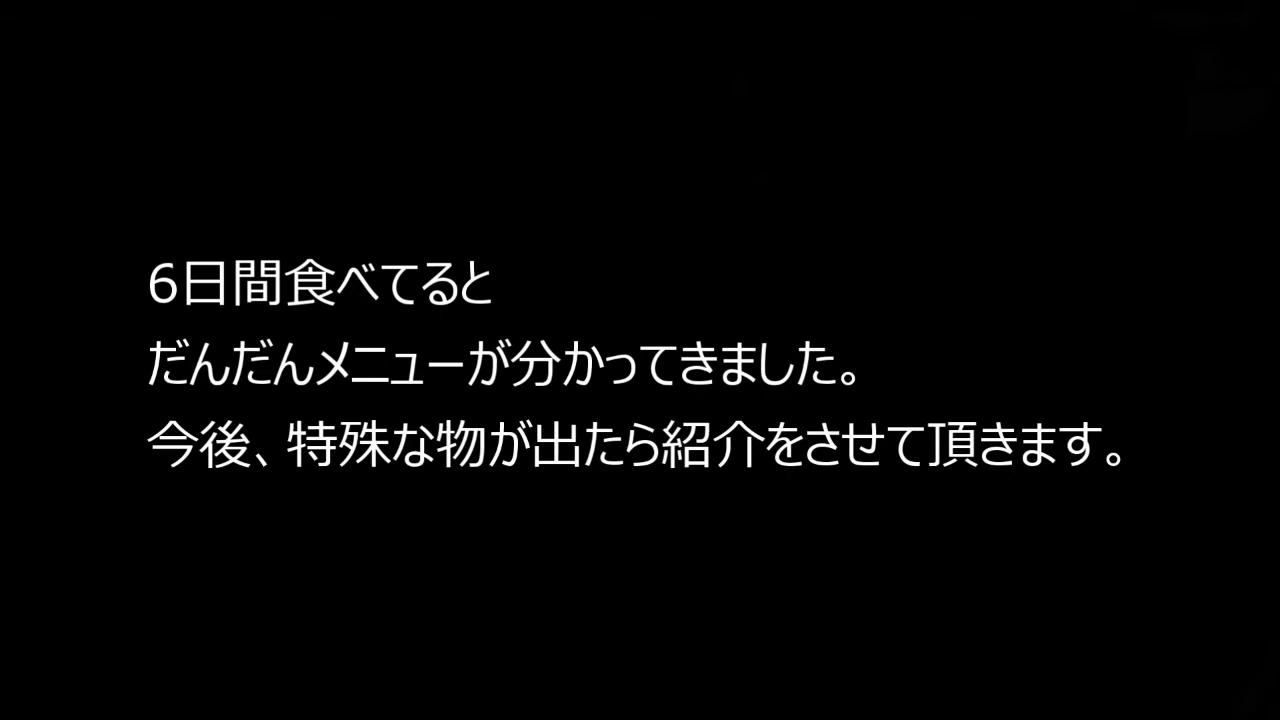 6日間食べてると
だんだんメニューが分かってきました。
今後、特殊な物が出たら紹介をさせて頂きます。